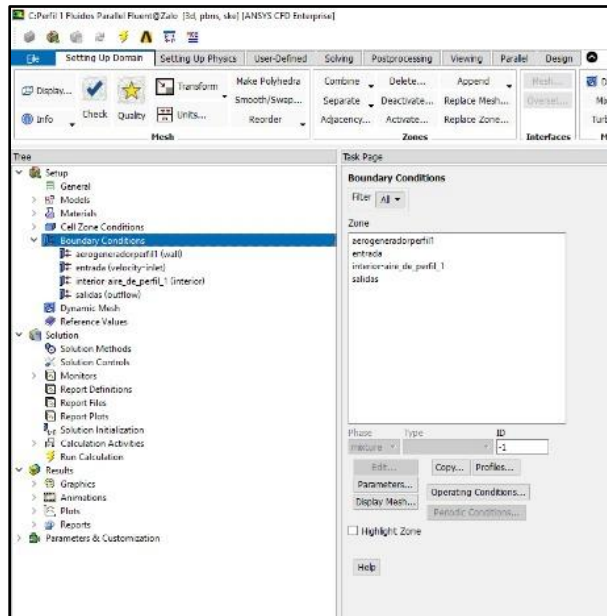 C:Perfil 1 Fluidos Parallel Fluent@Zalo [3d, pbns, ske] [ANSYS CFD Enterprise]
File Setting Up Domain Setting Up Physics User-Defined Solving Postprocessing Viewing Parallel Design
Display... Transform Make Polyhedra Combine Delete... Append Mesh...
Smooth/Swap... Separate Deactivate... Replace Mesh... Overset...
Info Check Quality Units... Reorder Adjacency... Activate... Replace Zone...
Mesh Zones Interfaces
Tree Task Page
Setup
General
Models
Materials
Cell Zone Conditions
Boundary Conditions
aerogeneradorperfil1 (wall)
entrada (velocity-inlet)
interior-aire_de_perfil_1 (interior)
salidas (outflow)
Dynamic Mesh
Reference Values
Solution
Solution Methods
Solution Controls
Monitors
Report Definitions
Report Files
Report Plots
Solution Initialization
Calculation Activities
Run Calculation
Results
Graphics
Animations
Plots
Reports
Parameters & Customization
Boundary Conditions
Filter All
Zone
aerogeneradorperfil1
entrada
interior-aire_de_perfil_1
salidas
Phase Type ID
mixture -1
Edit... Copy... Profiles...
Parameters... Operating Conditions...
Display Mesh... Periodic Conditions...
Highlight Zone
Help